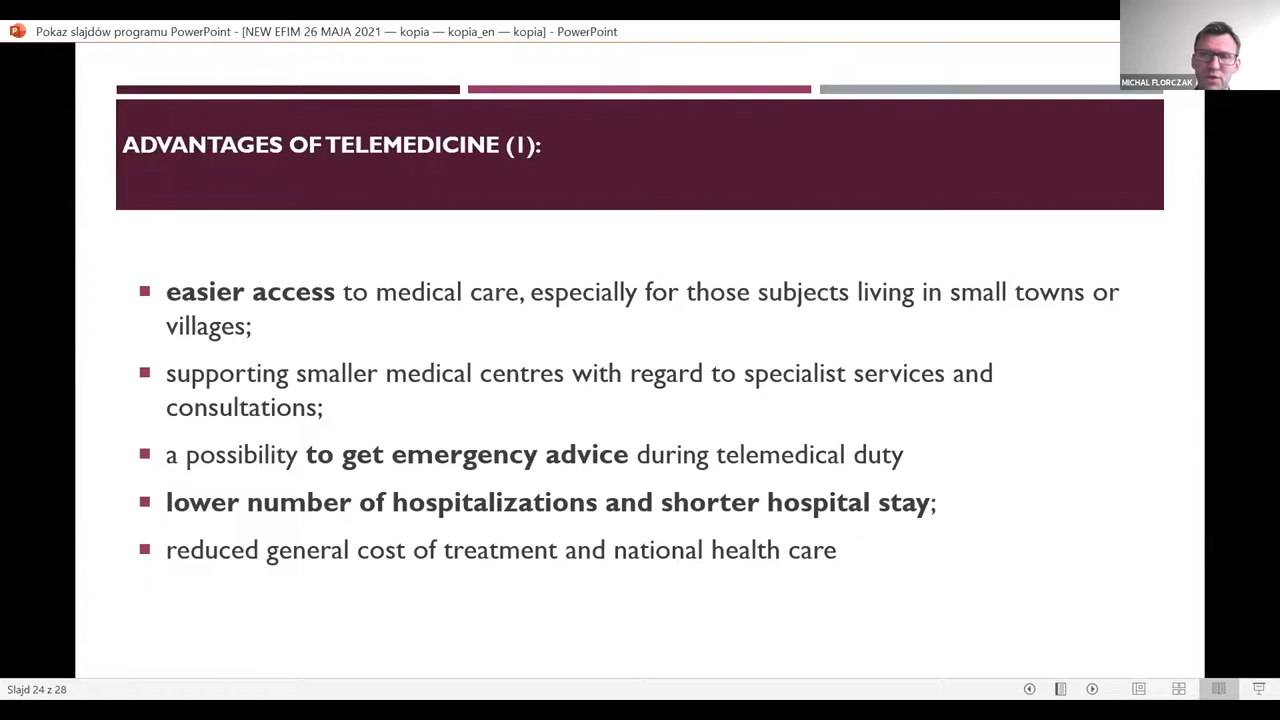 Pokaz slajdów programu PowerPoint - [NEW EFIM 26 MAJA 2021 — kopia — kopia_en — kopia] - PowerPoint
MICHAL FLORCZAK
ADVANTAGES OF TELEMEDICINE (1):
easier access to medical care, especially for those subjects living in small towns or
villages;
supporting smaller medical centres with regard to specialist services and
consultations;
a possibility to get emergency advice during telemedical duty
lower number of hospitalizations and shorter hospital stay;
reduced general cost of treatment and national health care
Slajd 24 z 28